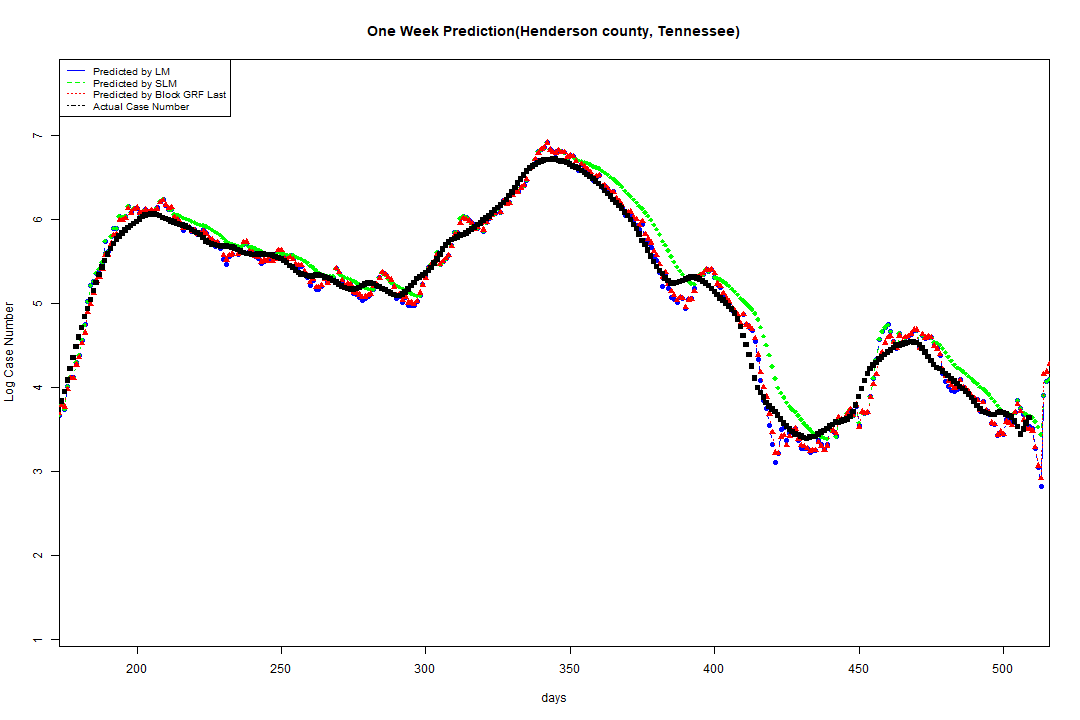 One Week Prediction(Henderson county, Tennessee)
Predicted by LM
Predicted by SLM
Predicted by Block GRF Last
Actual Case Number
7
6
5
4
3
2
1
Log Case Number
200 250 300 350 400 450 500
days